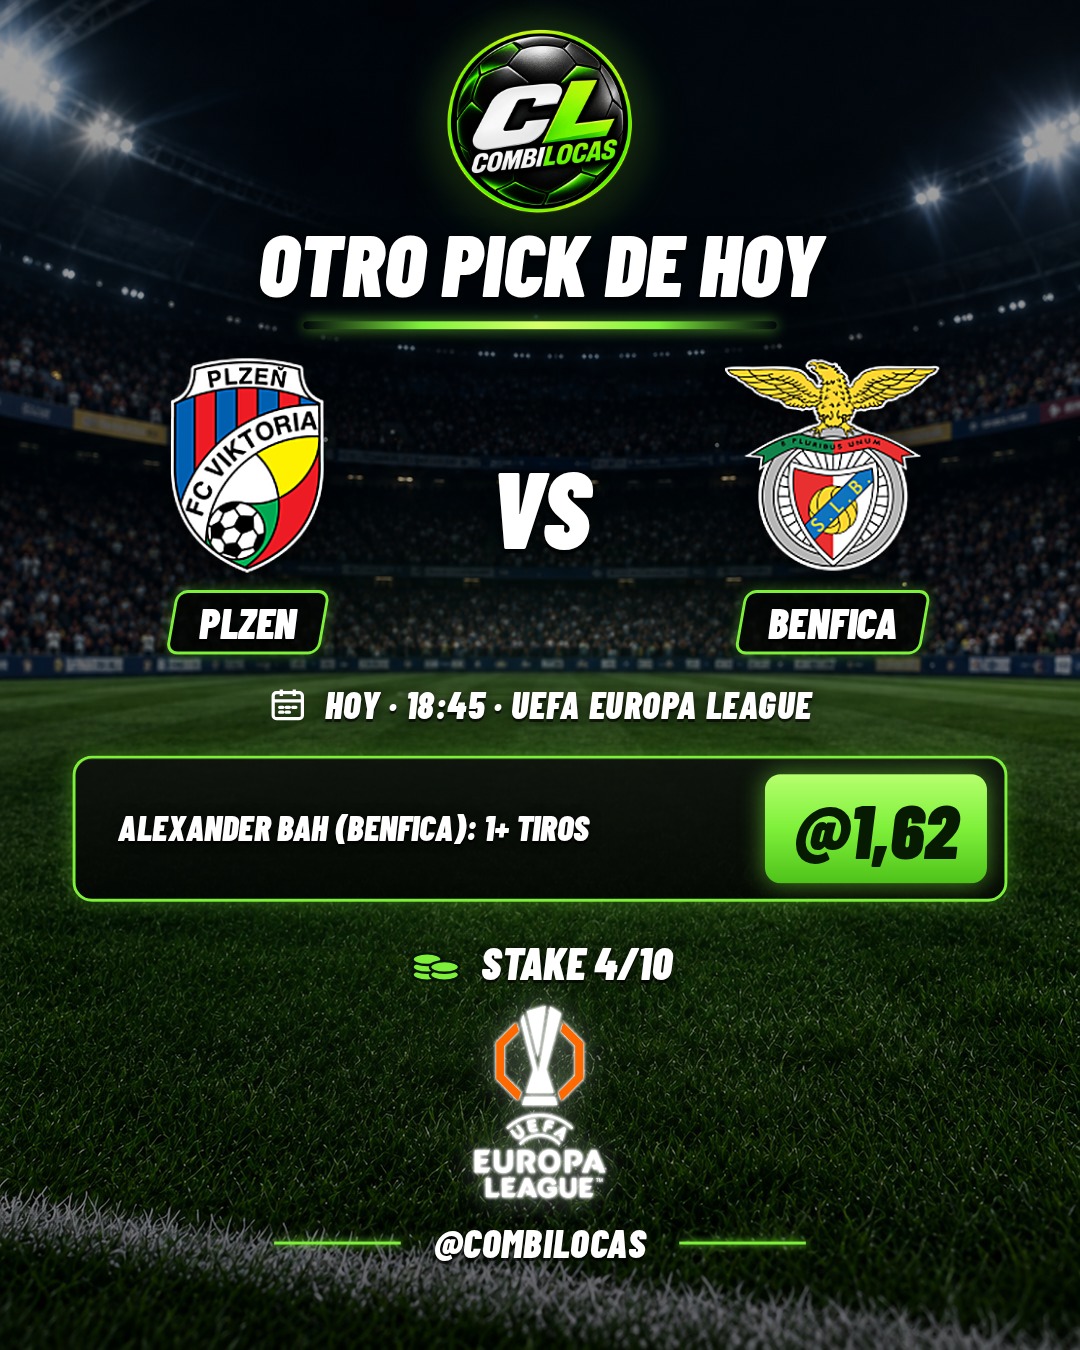 CL
COMBILOCAS
OTRO PICK DE HOY
PLZEŇ
FC VIKTORIA
E PLURIBUS UNUM
S.L.B.
VS
PLZEN
BENFICA
HOY · 18:45 · UEFA EUROPA LEAGUE
ALEXANDER BAH (BENFICA): 1+ TIROS
@1,62
STAKE 4/10
UEFA
EUROPA
LEAGUE™
@COMBILOCAS